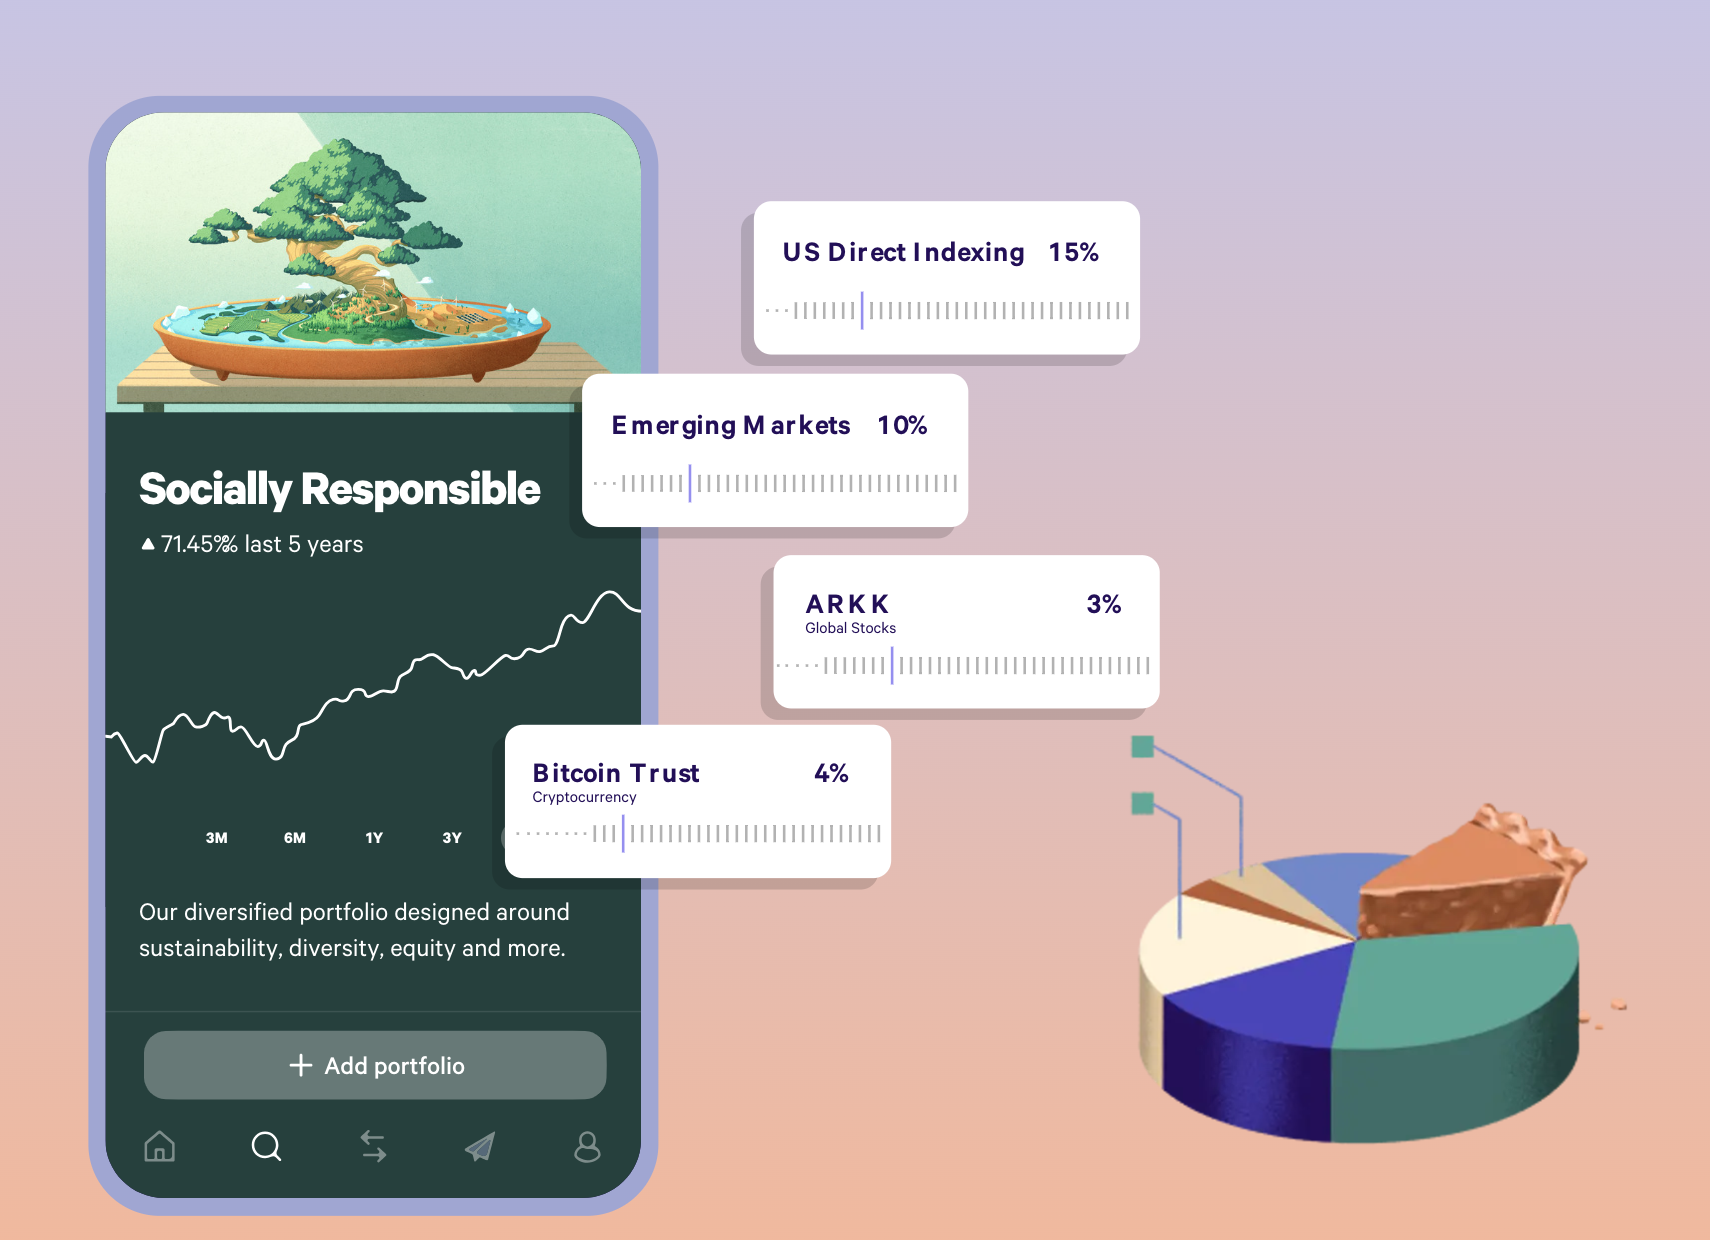 US Direct Indexing 15%
Emerging Markets 10%
Socially Responsible
71.45%% last 5 years
ARKK 3%
Global Stocks
Bitcoin Trust 4%
Cryptocurrency
3M 6M 1Y 3Y
Our diversified portfolio designed around
sustainability, diversity, equity and more.
Add portfolio